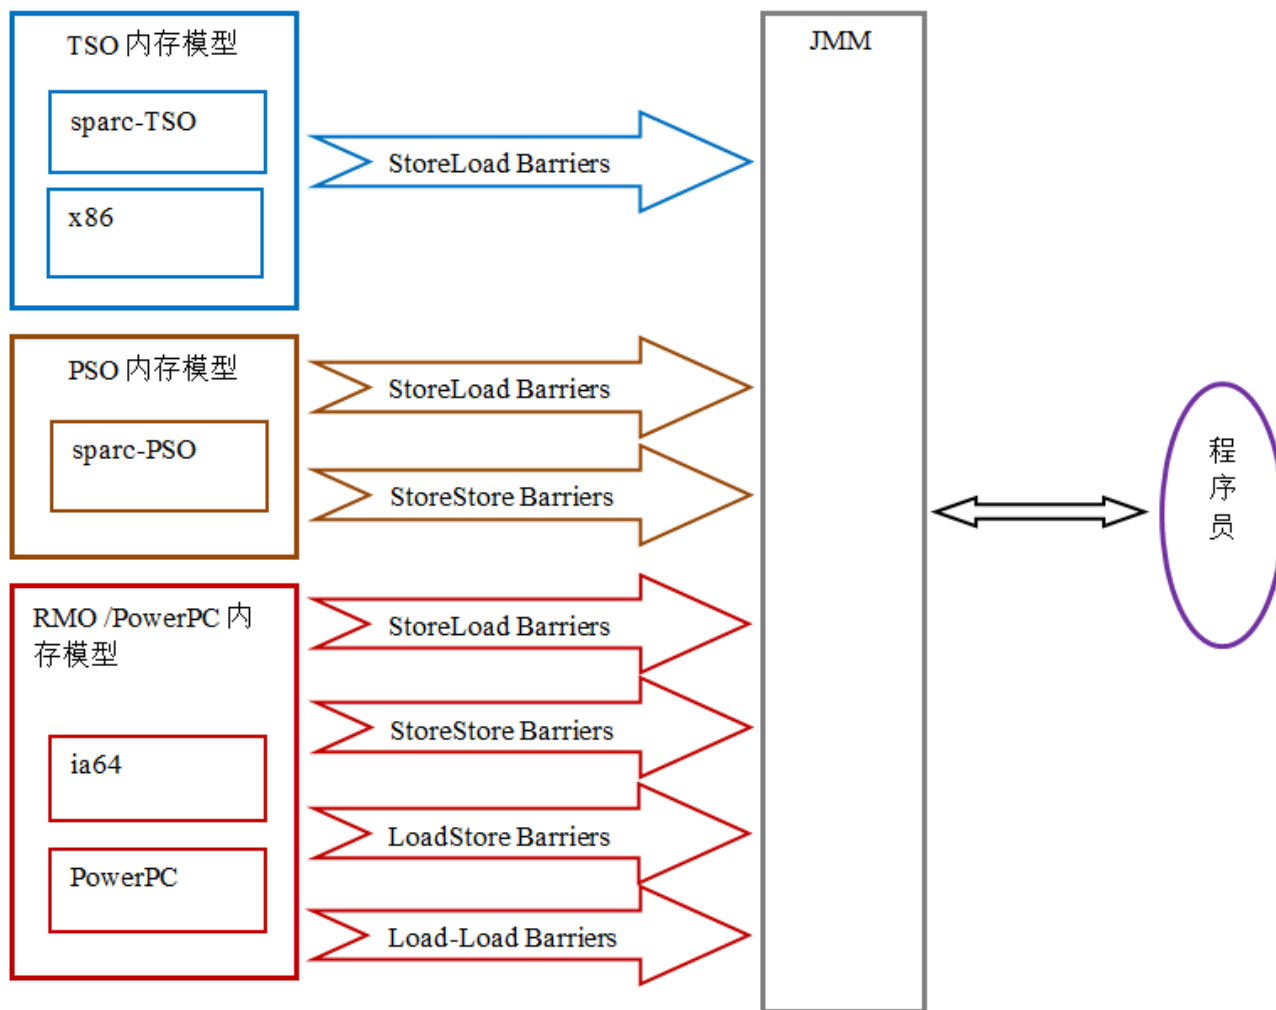 TSO 内存模型
sparc-TSO
x86
StoreLoad Barriers
PSO 内存模型
sparc-PSO
StoreLoad Barriers
StoreStore Barriers
RMO /PowerPC 内
存模型
ia64
PowerPC
StoreLoad Barriers
StoreStore Barriers
LoadStore Barriers
Load-Load Barriers
JMM
程
序
员